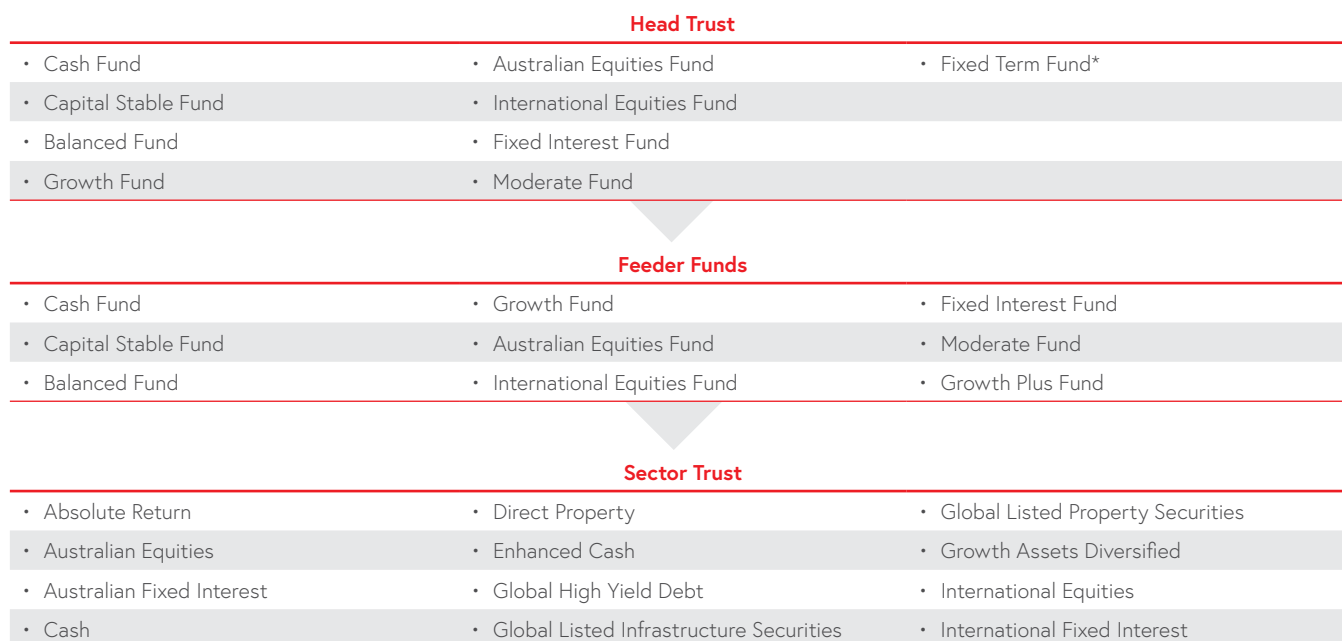 Head Trust
• Cash Fund • Australian Equities Fund • Fixed Term Fund*
• Capital Stable Fund • International Equities Fund
• Balanced Fund • Fixed Interest Fund
• Growth Fund • Moderate Fund
Feeder Funds
• Cash Fund • Growth Fund • Fixed Interest Fund
• Capital Stable Fund • Australian Equities Fund • Moderate Fund
• Balanced Fund • International Equities Fund • Growth Plus Fund
Sector Trust
• Absolute Return • Direct Property • Global Listed Property Securities
• Australian Equities • Enhanced Cash • Growth Assets Diversified
• Australian Fixed Interest • Global High Yield Debt • International Equities
• Cash • Global Listed Infrastructure Securities • International Fixed Interest